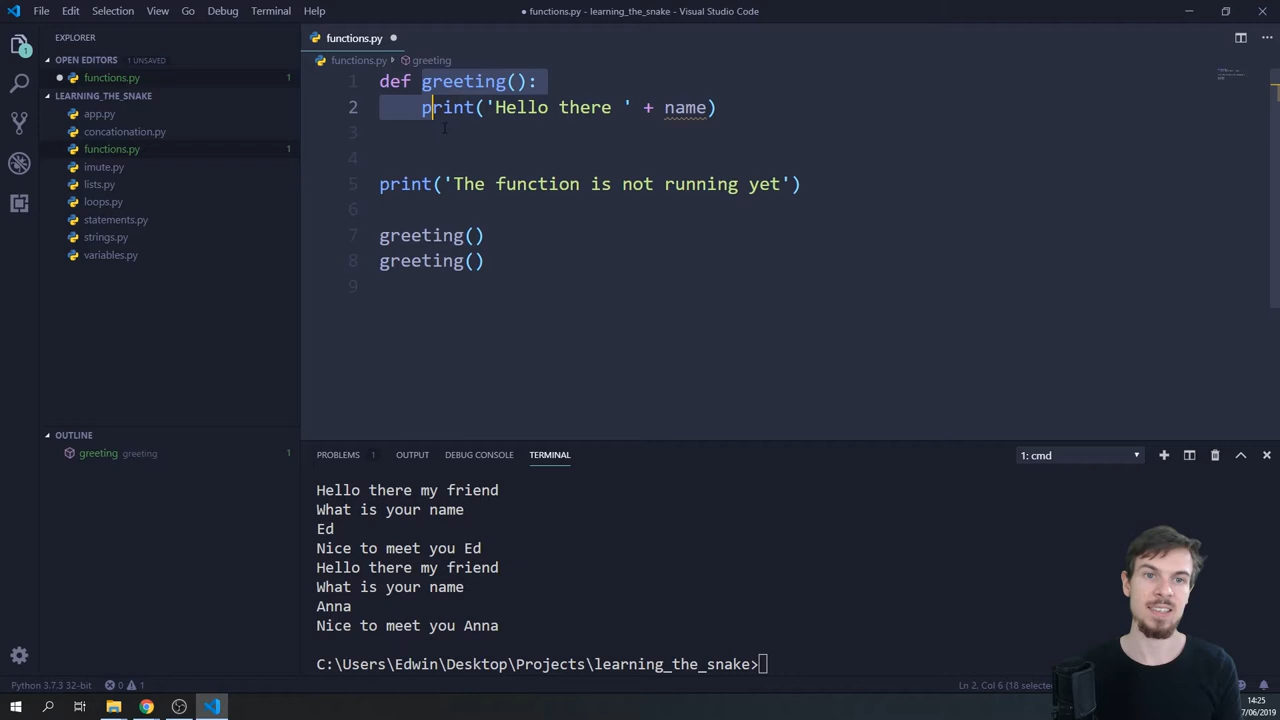 File Edit Selection View Go Debug Terminal Help
● functions.py - learning_the_snake - Visual Studio Code
EXPLORER
OPEN EDITORS 1 UNSAVED
functions.py 1
LEARNING_THE_SNAKE
app.py
concationation.py
functions.py 1
imute.py
lists.py
loops.py
statements.py
strings.py
variables.py
OUTLINE
greeting greeting 1
functions.py
functions.py › greeting
1 def greeting():
2 print('Hello there ' + name)
3
4
5 print('The function is not running yet')
6
7 greeting()
8 greeting()
9
PROBLEMS 1 OUTPUT DEBUG CONSOLE TERMINAL 1: cmd
Hello there my friend
What is your name
Ed
Nice to meet you Ed
Hello there my friend
What is your name
Anna
Nice to meet you Anna
C:\Users\Edwin\Desktop\Projects\learning_the_snake>
Python 3.7.3 32-bit 0 1 Ln 2, Col 6 (18 selected
14:25
7/06/2019